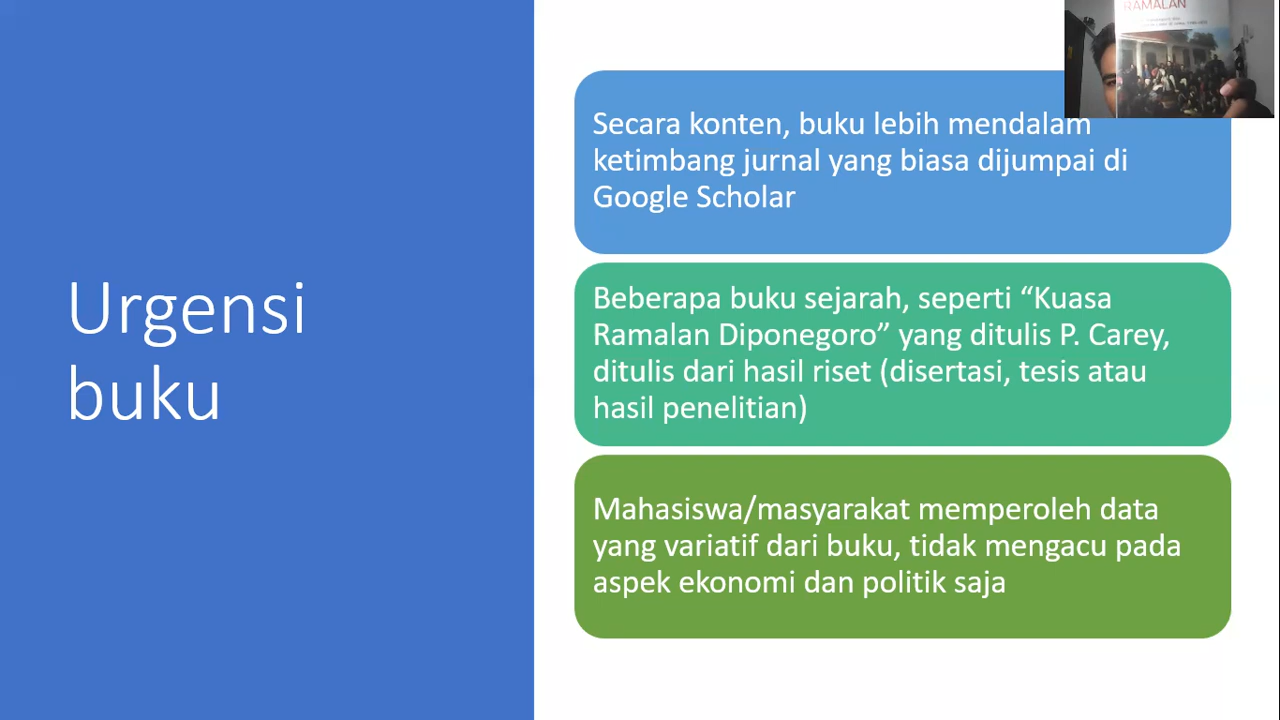 Urgensi
buku
Secara konten, buku lebih mendalam
ketimbang jurnal yang biasa dijumpai di
Google Scholar
Beberapa buku sejarah, seperti “Kuasa
Ramalan Diponegoro” yang ditulis P. Carey,
ditulis dari hasil riset (disertasi, tesis atau
hasil penelitian)
Mahasiswa/masyarakat memperoleh data
yang variatif dari buku, tidak mengacu pada
aspek ekonomi dan politik saja
RAMALAN